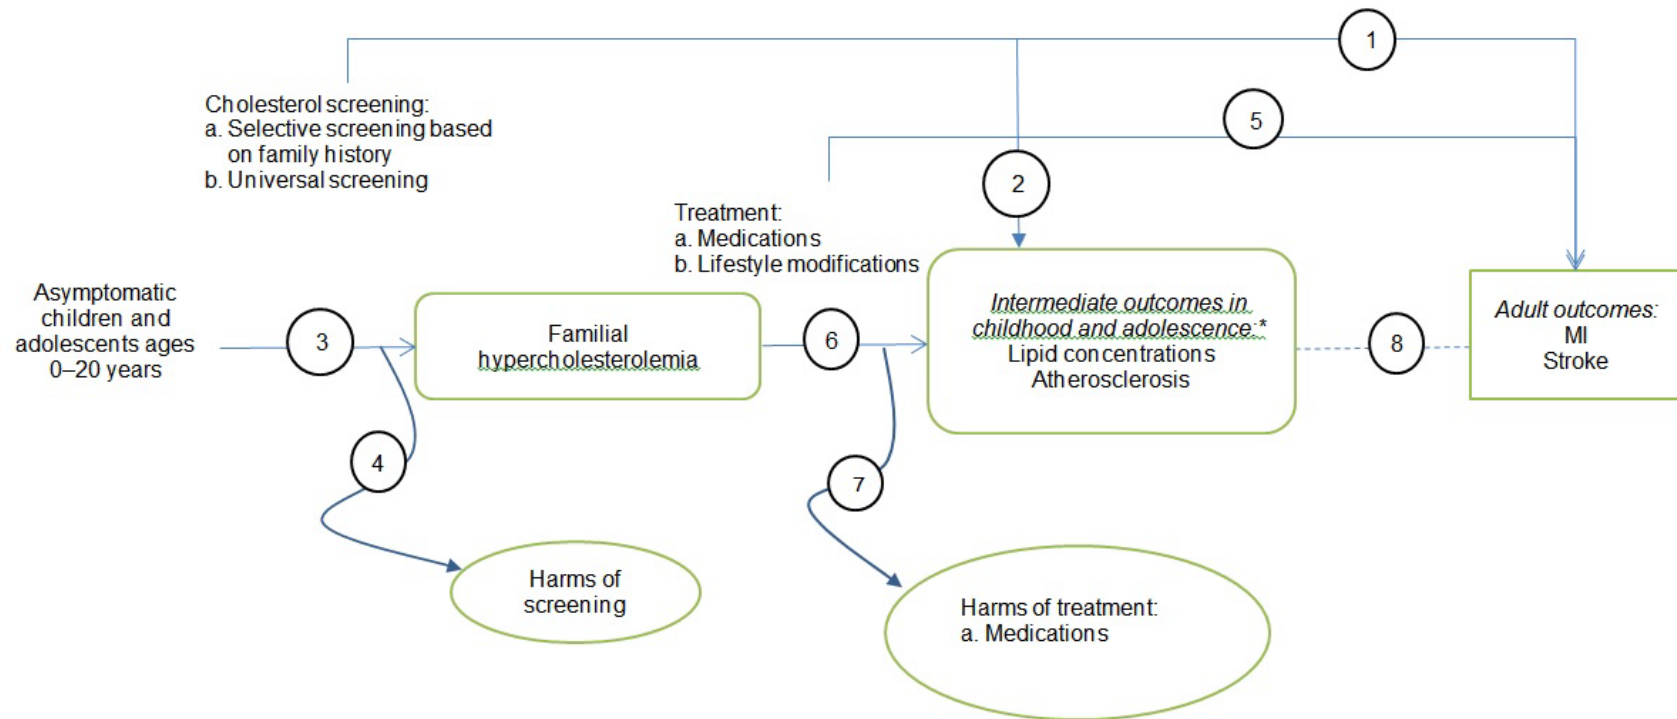 1
Cholesterol screening:
a. Selective screening based
on family history
b. Universal screening
5
2
Treatment:
a. Medications
b. Lifestyle modifications
Asymptomatic
children and
adolescents ages
0–20 years
3
Familial
hypercholesterolemia
6
Intermediate outcomes in
childhood and adolescence:*
Lipid concentrations
Atherosclerosis
8
Adult outcomes:
MI
Stroke
4
7
Harms of
screening
Harms of treatment:
a. Medications